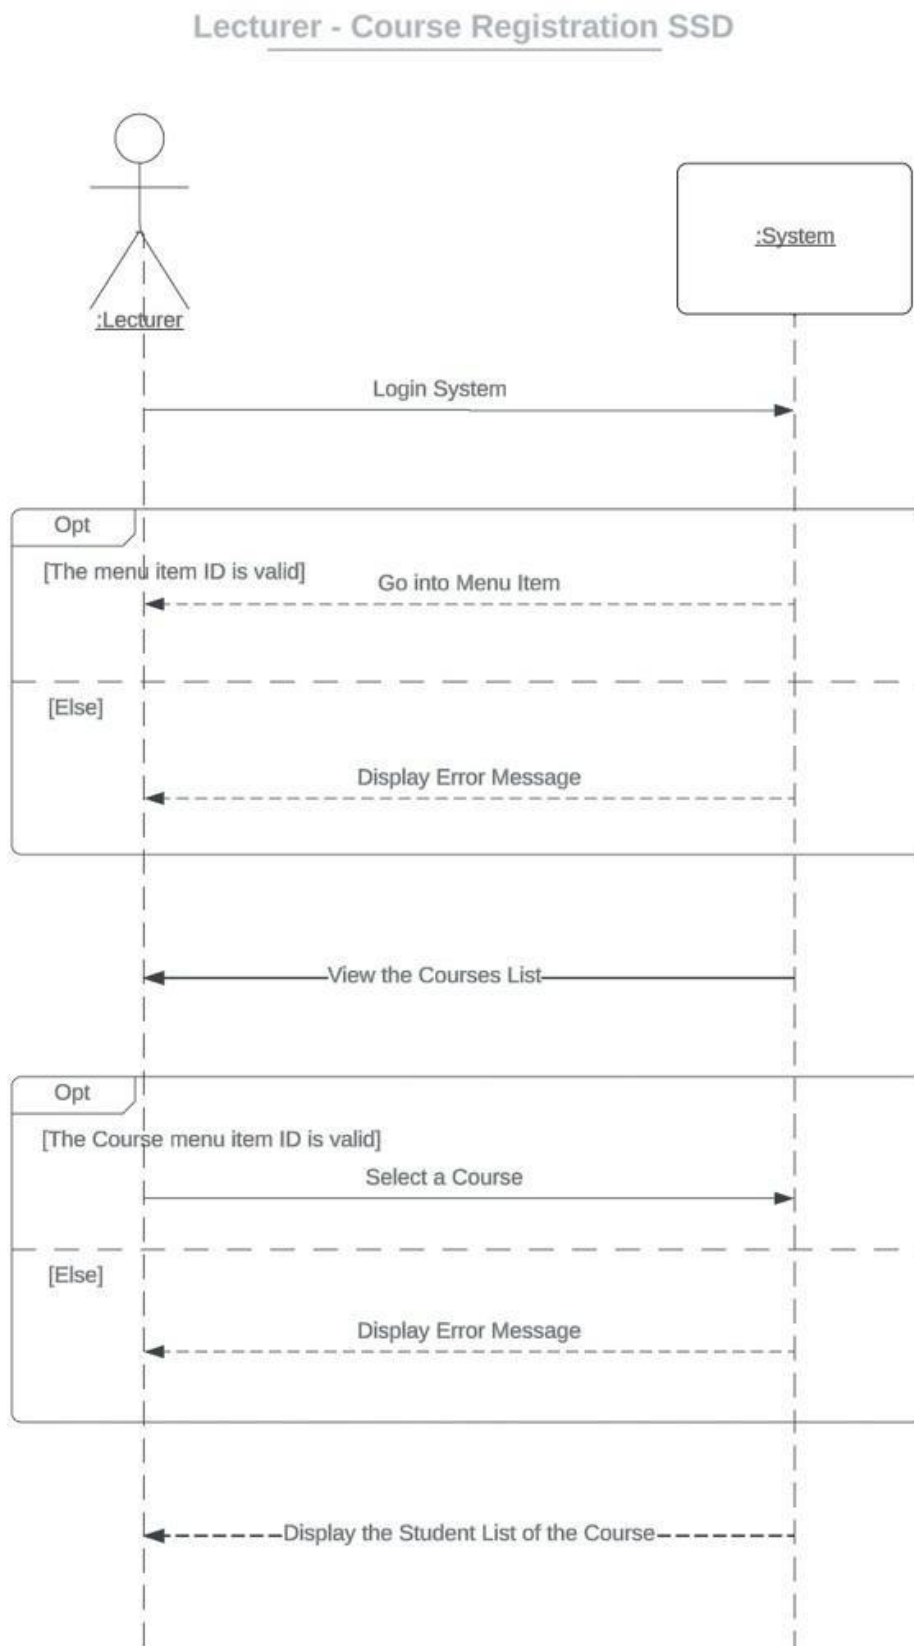 Lecturer - Course Registration SSD
:System
:Lecturer
Login System
Opt
[The menu item ID is valid]
Go into Menu Item
[Else]
Display Error Message
View the Courses List
Opt
[The Course menu item ID is valid]
Select a Course
[Else]
Display Error Message
Display the Student List of the Course